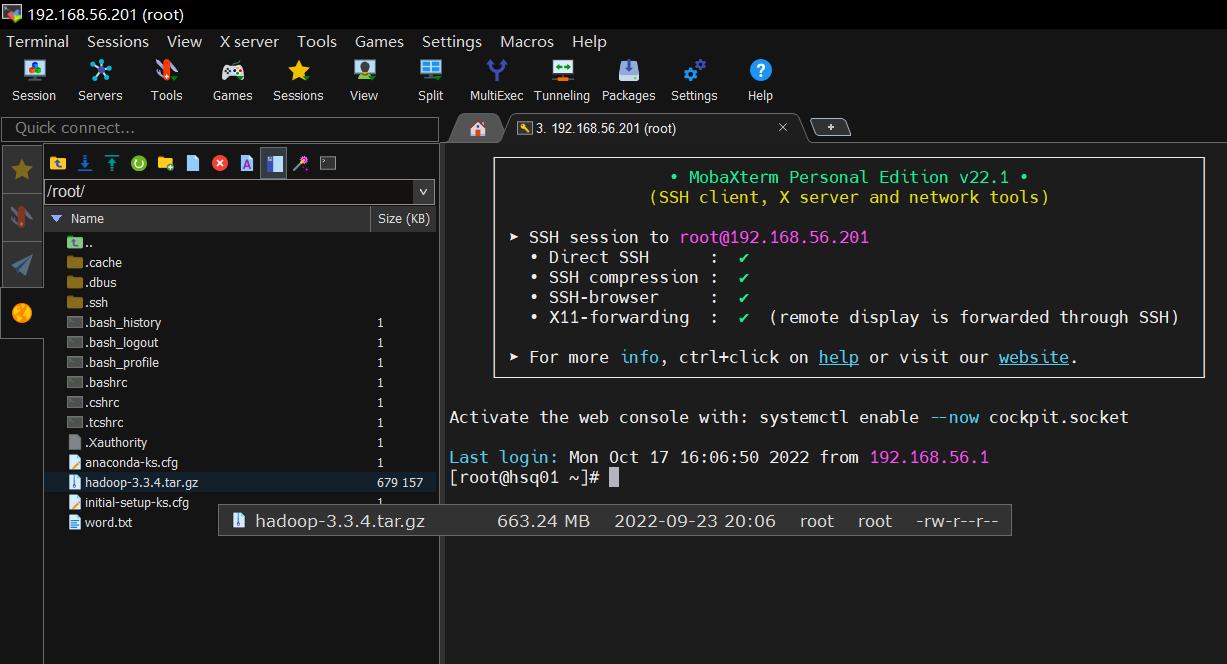 192.168.56.201 (root)
Terminal Sessions View X server Tools Games Settings Macros Help
Session Servers Tools Games Sessions View Split MultiExec Tunneling Packages Settings Help
Quick connect...
3. 192.168.56.201 (root)
/root/
Name Size (KB)
..
.cache
.dbus
.ssh
.bash_history 1
.bash_logout 1
.bash_profile 1
.bashrc 1
.cshrc 1
.tcshrc 1
.Xauthority 1
anaconda-ks.cfg 1
hadoop-3.3.4.tar.gz 679 157
initial-setup-ks.cfg 1
word.txt
hadoop-3.3.4.tar.gz 663.24 MB 2022-09-23 20:06 root root -rw-r--r--
• MobaXterm Personal Edition v22.1 •
(SSH client, X server and network tools)
➤ SSH session to root@192.168.56.201
• Direct SSH : ✔
• SSH compression : ✔
• SSH-browser : ✔
• X11-forwarding : ✔ (remote display is forwarded through SSH)
➤ For more info, ctrl+click on help or visit our website.
Activate the web console with: systemctl enable --now cockpit.socket
Last login: Mon Oct 17 16:06:50 2022 from 192.168.56.1
[root@hsq01 ~]#